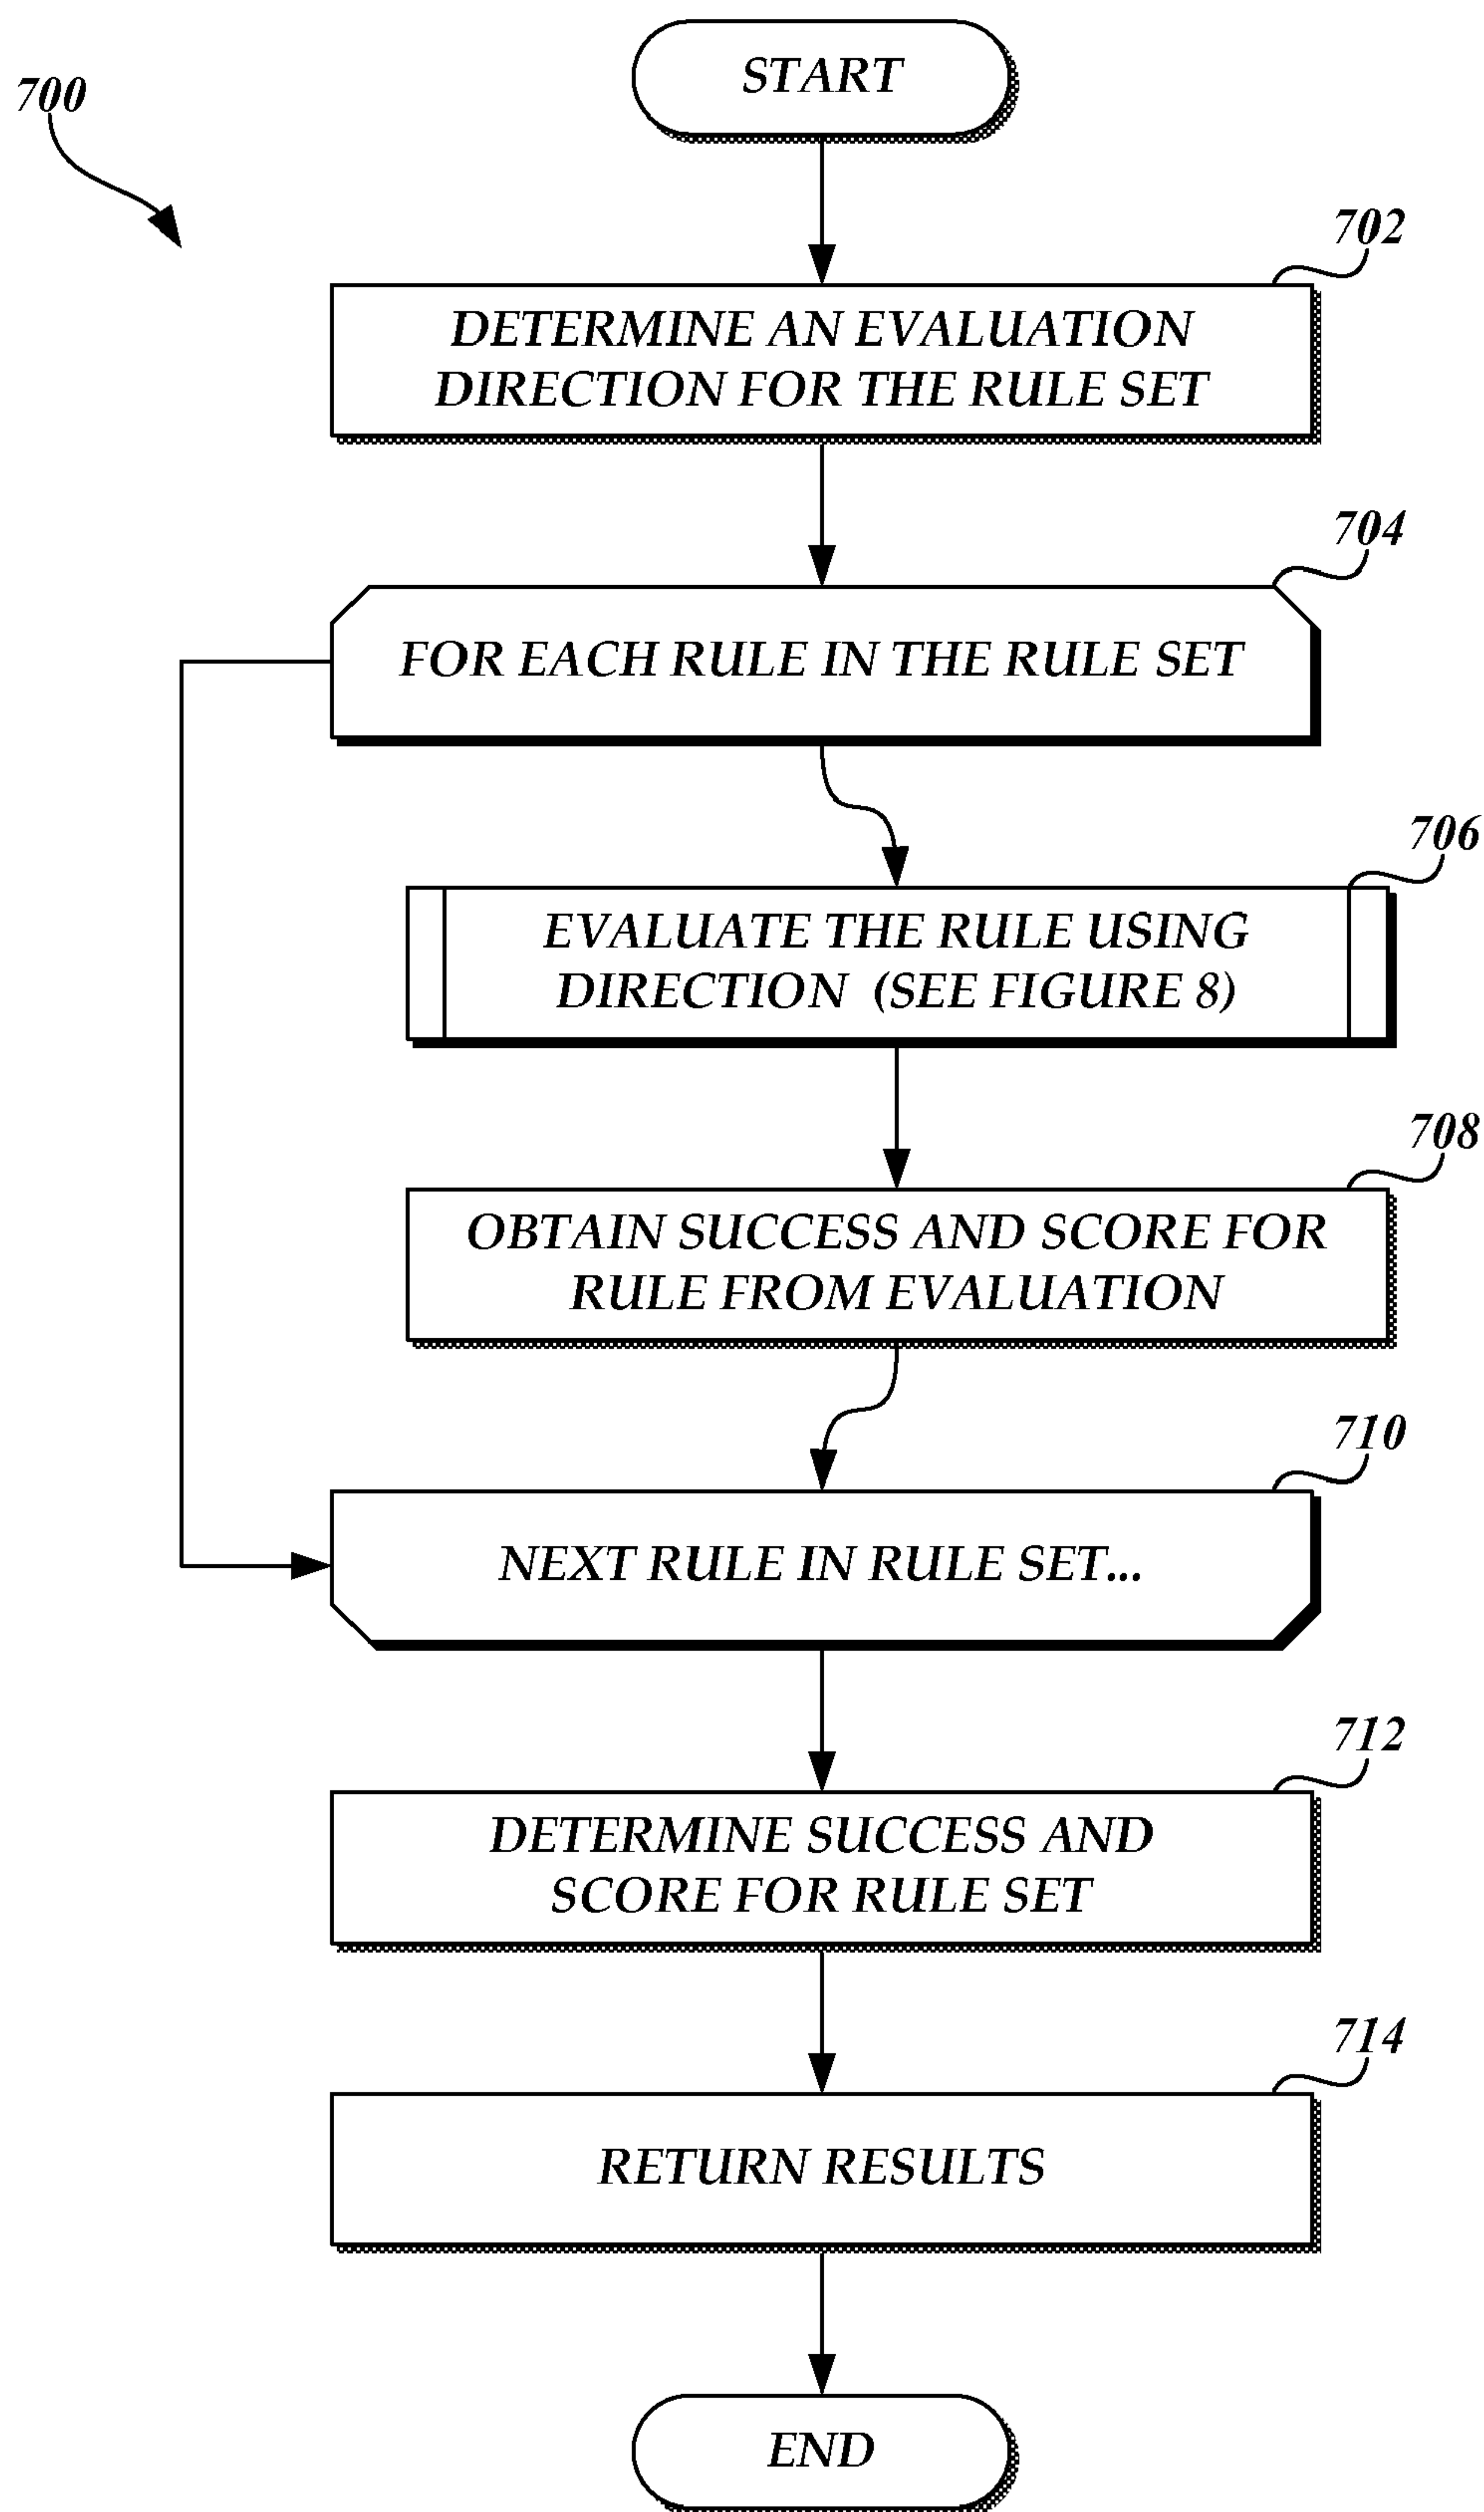 START
700
702
DETERMINE AN EVALUATION
DIRECTION FOR THE RULE SET
704
FOR EACH RULE IN THE RULE SET
706
EVALUATE THE RULE USING
DIRECTION (SEE FIGURE 8)
708
OBTAIN SUCCESS AND SCORE FOR
RULE FROM EVALUATION
710
NEXT RULE IN RULE SET...
712
DETERMINE SUCCESS AND
SCORE FOR RULE SET
714
RETURN RESULTS
END